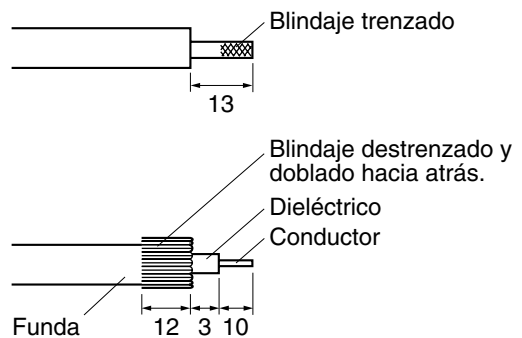 Blindaje trenzado
13
Blindaje destrenzado y
doblado hacia atrás.
Dieléctrico
Conductor
Funda
12 3 10